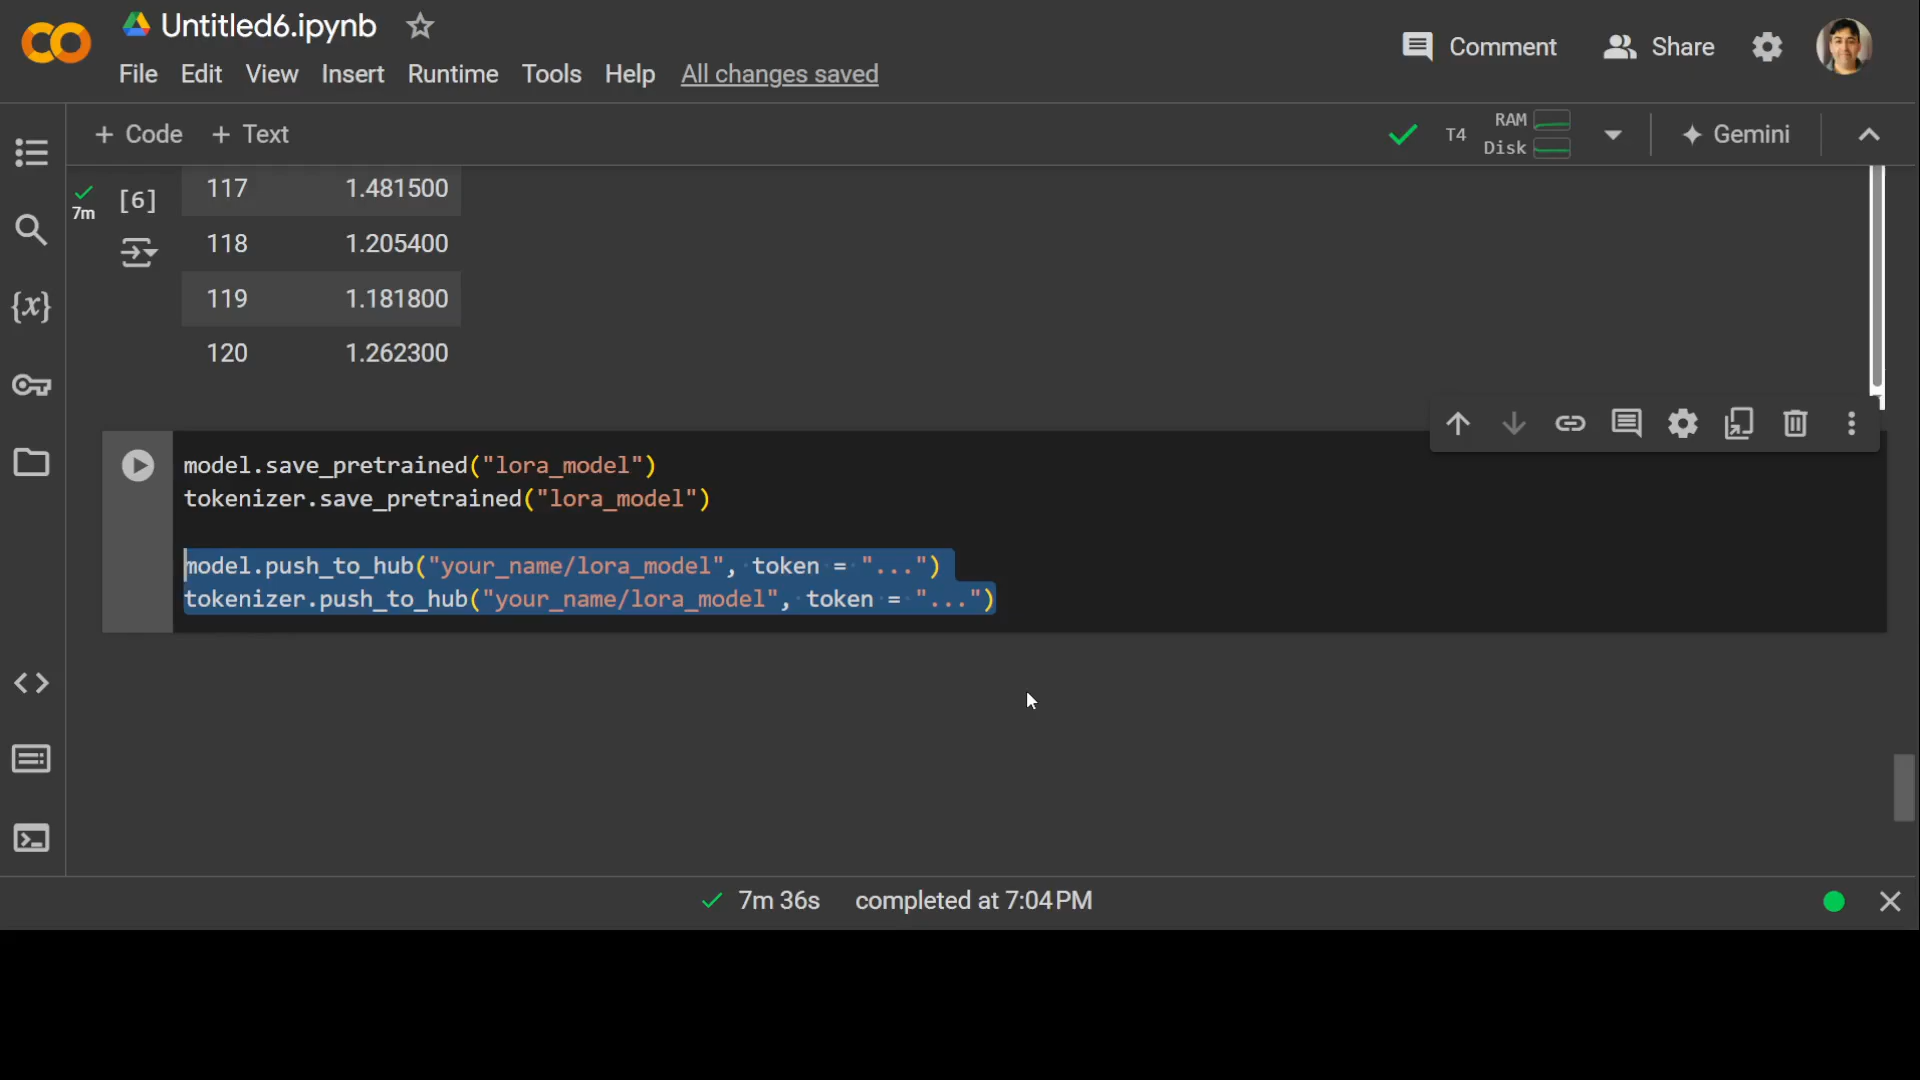 Untitled6.ipynb
Comment
Share
File Edit View Insert Runtime Tools Help All changes saved
+ Code + Text
T4
RAM
Disk
Gemini
7m
[6]
117 1.481500
118 1.205400
119 1.181800
120 1.262300
{x}
model.save_pretrained("lora_model")
tokenizer.save_pretrained("lora_model")
model.push_to_hub("your_name/lora_model", token = "...")
tokenizer.push_to_hub("your_name/lora_model", token = "...")
7m 36s completed at 7:04 PM